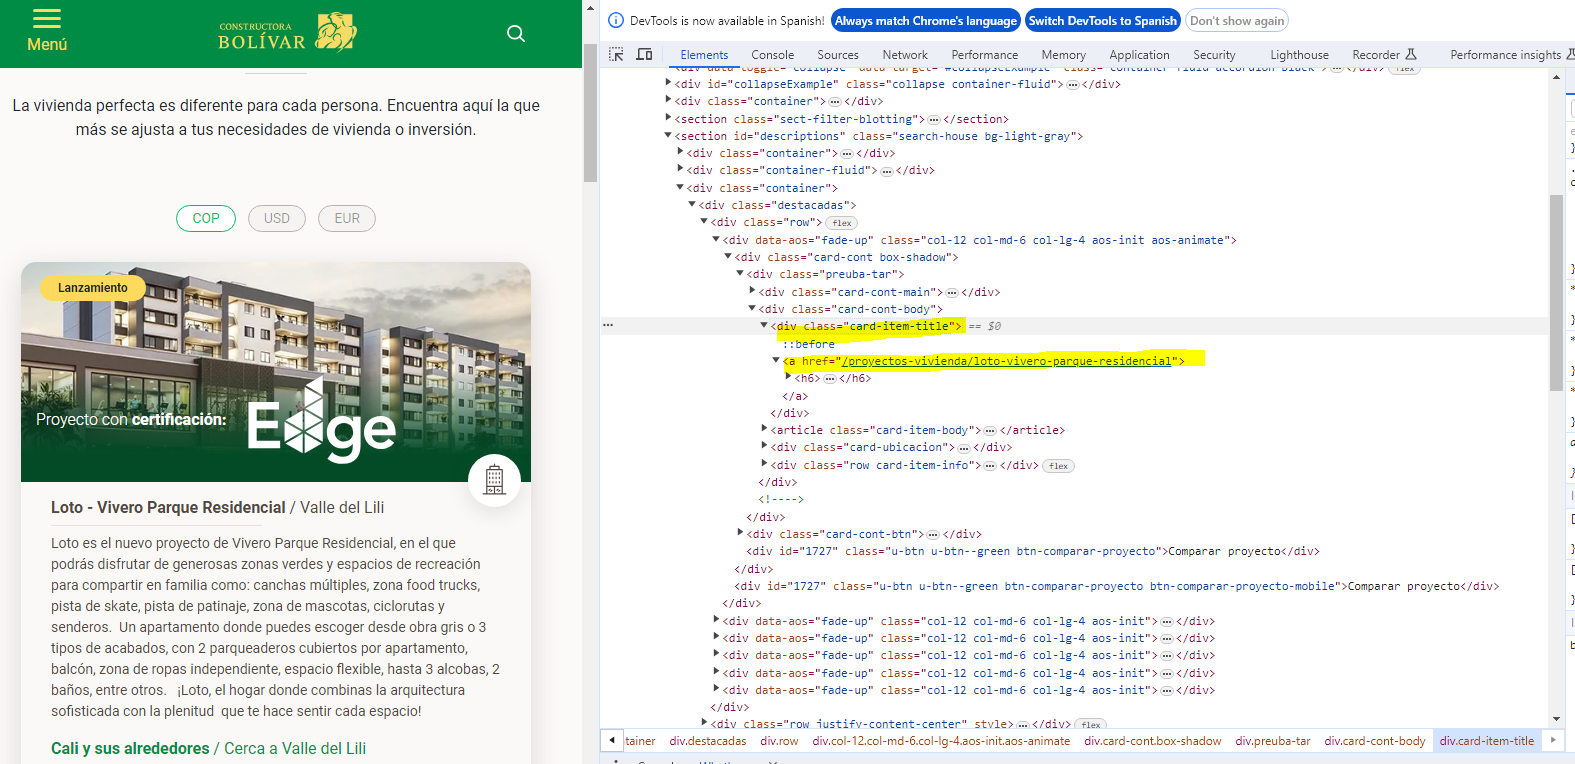 Menú
CONSTRUCTORA
BOLÍVAR
La vivienda perfecta es diferente para cada persona. Encuentra aquí la que
más se ajusta a tus necesidades de vivienda o inversión.
COP USD EUR
Lanzamiento
Proyecto con certificación: Edge
Loto - Vivero Parque Residencial / Valle del Lili
Loto es el nuevo proyecto de Vivero Parque Residencial, en el que
podrás disfrutar de generosas zonas verdes y espacios de recreación
para compartir en familia como: canchas múltiples, zona food trucks,
pista de skate, pista de patinaje, zona de mascotas, ciclorutas y
senderos.  Un apartamento donde puedes escoger desde obra gris o 3
tipos de acabados, con 2 parqueaderos cubiertos por apartamento,
balcón, zona de ropas independiente, espacio flexible, hasta 3 alcobas, 2
baños, entre otros.   ¡Loto, el hogar donde combinas la arquitectura
sofisticada con la plenitud  que te hace sentir cada espacio!
Cali y sus alrededores / Cerca a Valle del Lili
DevTools is now available in Spanish! Always match Chrome's language Switch DevTools to Spanish Don't show again
Elements Console Sources Network Performance Memory Application Security Lighthouse Recorder Performance insights
<div data-toggle="collapse" data-target="#collapseExample" class="container-fluid accordion-black">…</div> flex
<div id="collapseExample" class="collapse container-fluid">…</div>
<div class="container">…</div>
<section class="sect-filter-blotting">…</section>
<section id="descriptions" class="search-house bg-light-gray">
<div class="container">…</div>
<div class="container-fluid">…</div>
<div class="container">
<div class="destacadas">
<div class="row"> flex
<div data-aos="fade-up" class="col-12 col-md-6 col-lg-4 aos-init aos-animate">
<div class="card-cont box-shadow">
<div class="preuba-tar">
<div class="card-cont-main">…</div>
<div class="card-cont-body">
<div class="card-item-title"> == $0
::before
<a href="/proyectos-vivienda/loto-vivero-parque-residencial">
<h6>…</h6>
</a>
</div>
<article class="card-item-body">…</article>
<div class="card-ubicacion">…</div>
<div class="row card-item-info">…</div> flex
</div>
<!---->
</div>
<div class="card-cont-btn">…</div>
<div id="1727" class="u-btn u-btn--green btn-comparar-proyecto">Comparar proyecto</div>
</div>
<div id="1727" class="u-btn u-btn--green btn-comparar-proyecto btn-comparar-proyecto-mobile">Comparar proyecto</div>
</div>
<div data-aos="fade-up" class="col-12 col-md-6 col-lg-4 aos-init">…</div>
<div data-aos="fade-up" class="col-12 col-md-6 col-lg-4 aos-init">…</div>
<div data-aos="fade-up" class="col-12 col-md-6 col-lg-4 aos-init">…</div>
<div data-aos="fade-up" class="col-12 col-md-6 col-lg-4 aos-init">…</div>
<div data-aos="fade-up" class="col-12 col-md-6 col-lg-4 aos-init">…</div>
</div>
<div class="row justify-content-center" style>…</div> flex
tainer div.destacadas div.row div.col-12.col-md-6.col-lg-4.aos-init.aos-animate div.card-cont.box-shadow div.preuba-tar div.card-cont-body div.card-item-title